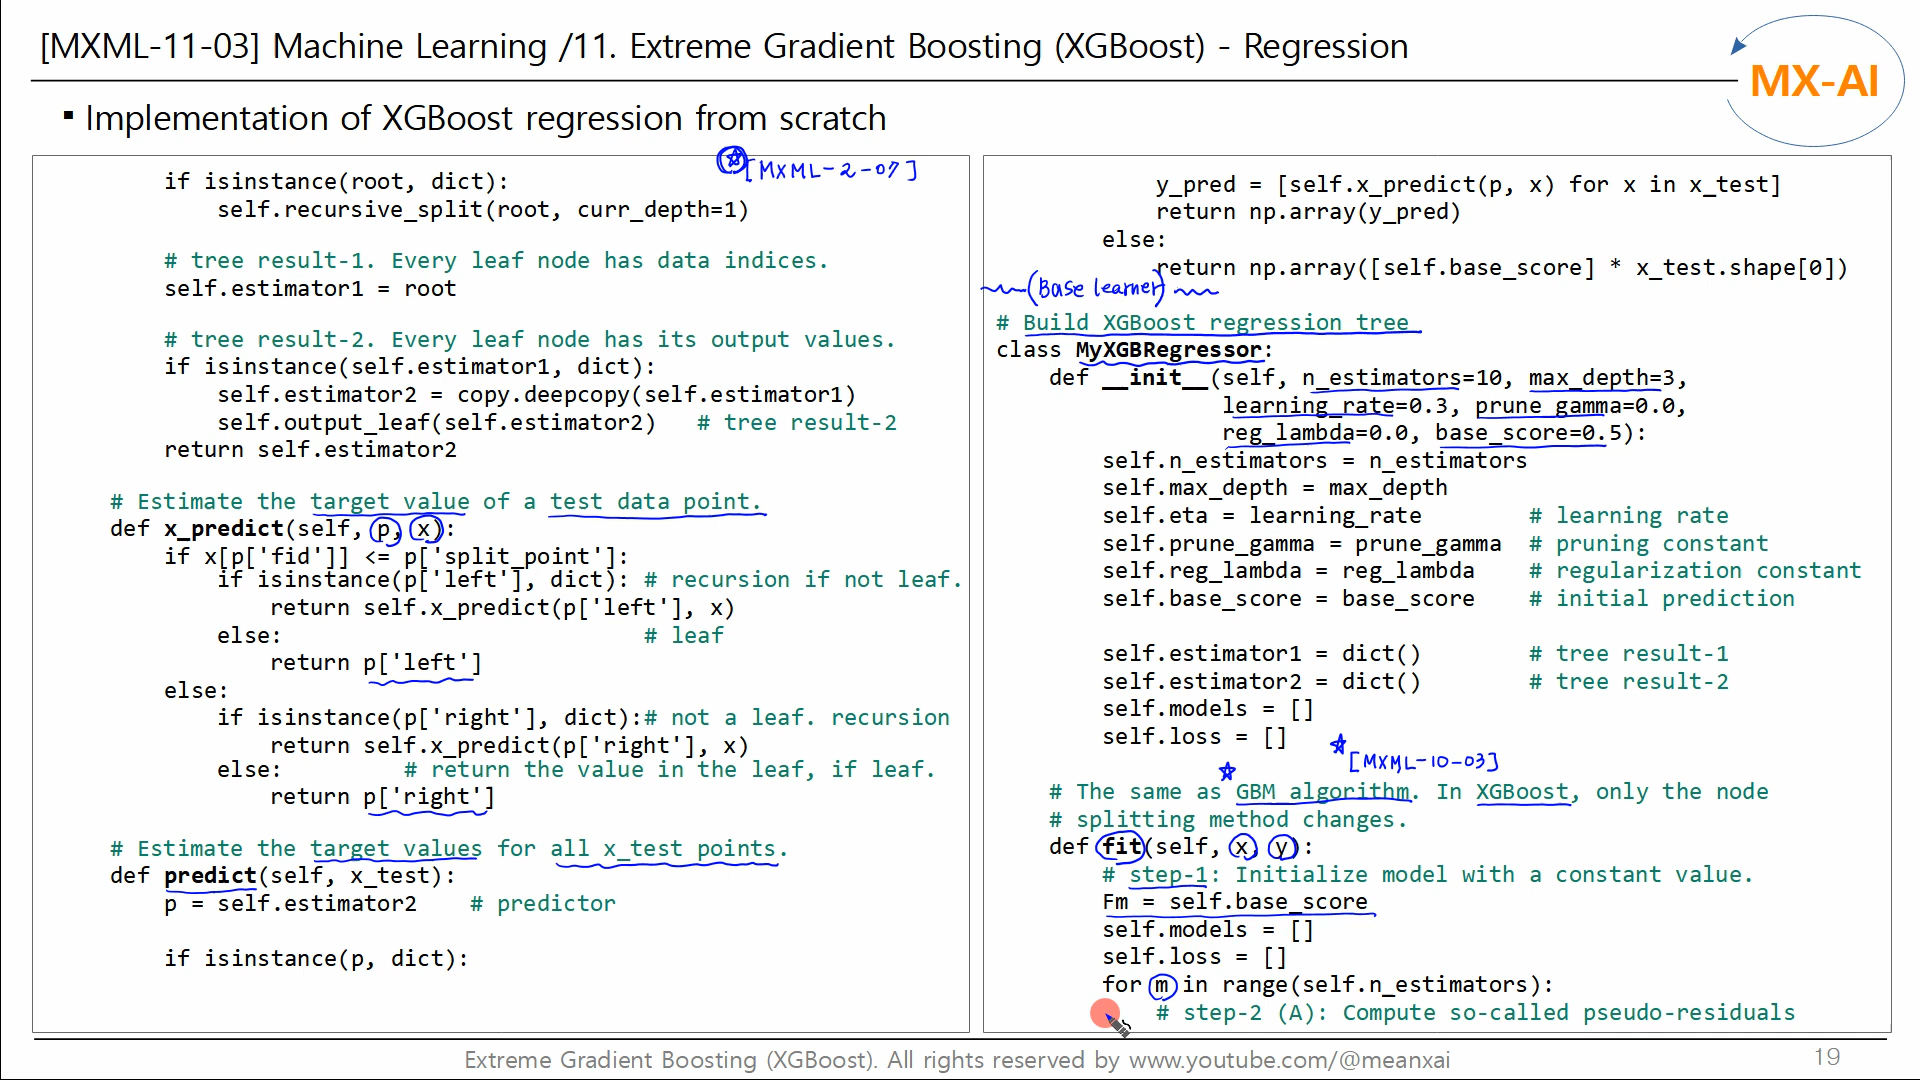 [MXML-11-03] Machine Learning /11. Extreme Gradient Boosting (XGBoost) - Regression
MX-AI
▪ Implementation of XGBoost regression from scratch
[MXML-2-07]
if isinstance(root, dict):
self.recursive_split(root, curr_depth=1)
# tree result-1. Every leaf node has data indices.
self.estimator1 = root
# tree result-2. Every leaf node has its output values.
if isinstance(self.estimator1, dict):
self.estimator2 = copy.deepcopy(self.estimator1)
self.output_leaf(self.estimator2)   # tree result-2
return self.estimator2
# Estimate the target value of a test data point.
def x_predict(self, p, x):
if x[p['fid']] <= p['split_point']:
if isinstance(p['left'], dict): # recursion if not leaf.
return self.x_predict(p['left'], x)
else:                           # leaf
return p['left']
else:
if isinstance(p['right'], dict):# not a leaf. recursion
return self.x_predict(p['right'], x)
else:         # return the value in the leaf, if leaf.
return p['right']
# Estimate the target values for all x_test points.
def predict(self, x_test):
p = self.estimator2    # predictor
if isinstance(p, dict):
y_pred = [self.x_predict(p, x) for x in x_test]
return np.array(y_pred)
else:
return np.array([self.base_score] * x_test.shape[0])
(Base learner)
# Build XGBoost regression tree
class MyXGBRegressor:
def __init__(self, n_estimators=10, max_depth=3,
learning_rate=0.3, prune_gamma=0.0,
reg_lambda=0.0, base_score=0.5):
self.n_estimators = n_estimators
self.max_depth = max_depth
self.eta = learning_rate        # learning rate
self.prune_gamma = prune_gamma  # pruning constant
self.reg_lambda = reg_lambda    # regularization constant
self.base_score = base_score    # initial prediction
self.estimator1 = dict()        # tree result-1
self.estimator2 = dict()        # tree result-2
self.models = []
self.loss = []
[MXML-10-03]
# The same as GBM algorithm. In XGBoost, only the node
# splitting method changes.
def fit(self, x, y):
# step-1: Initialize model with a constant value.
Fm = self.base_score
self.models = []
self.loss = []
for m in range(self.n_estimators):
# step-2 (A): Compute so-called pseudo-residuals
Extreme Gradient Boosting (XGBoost). All rights reserved by www.youtube.com/@meanxai
19